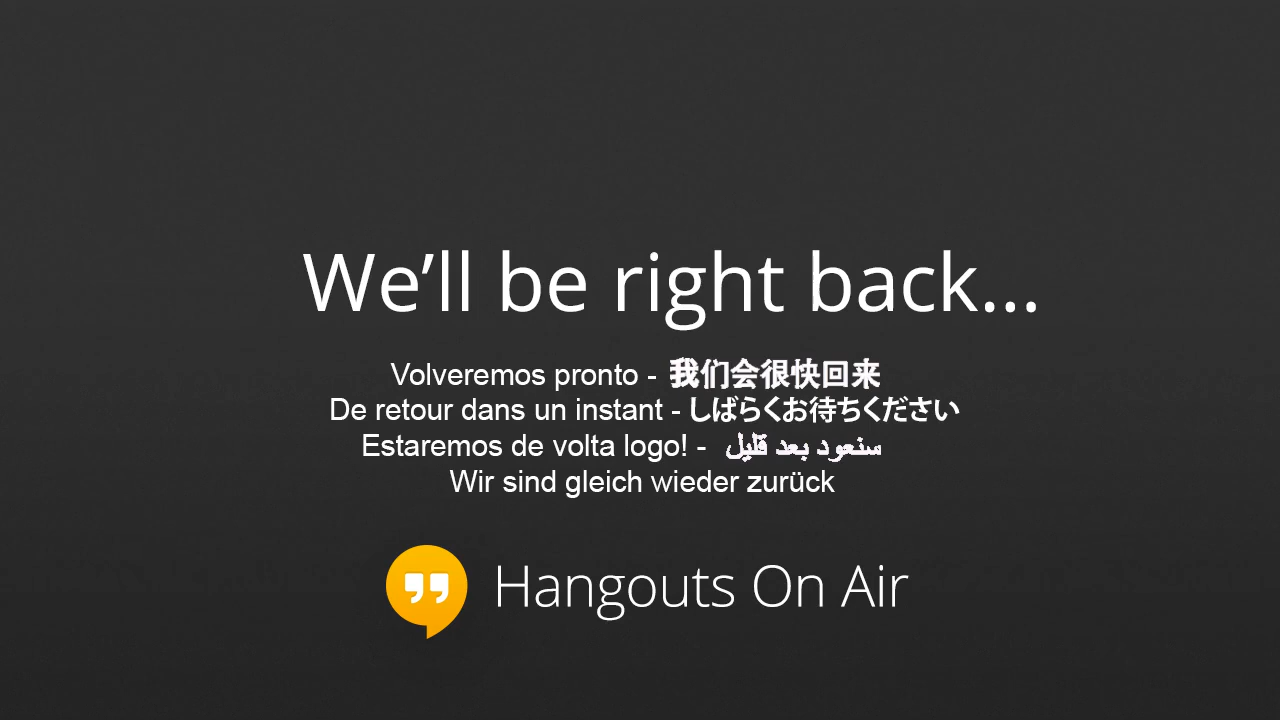 We’ll be right back...
Volveremos pronto - 我们会很快回来
De retour dans un instant - しばらくお待ちください
Estaremos de volta logo! - سنعود بعد قليل
Wir sind gleich wieder zurück
Hangouts On Air